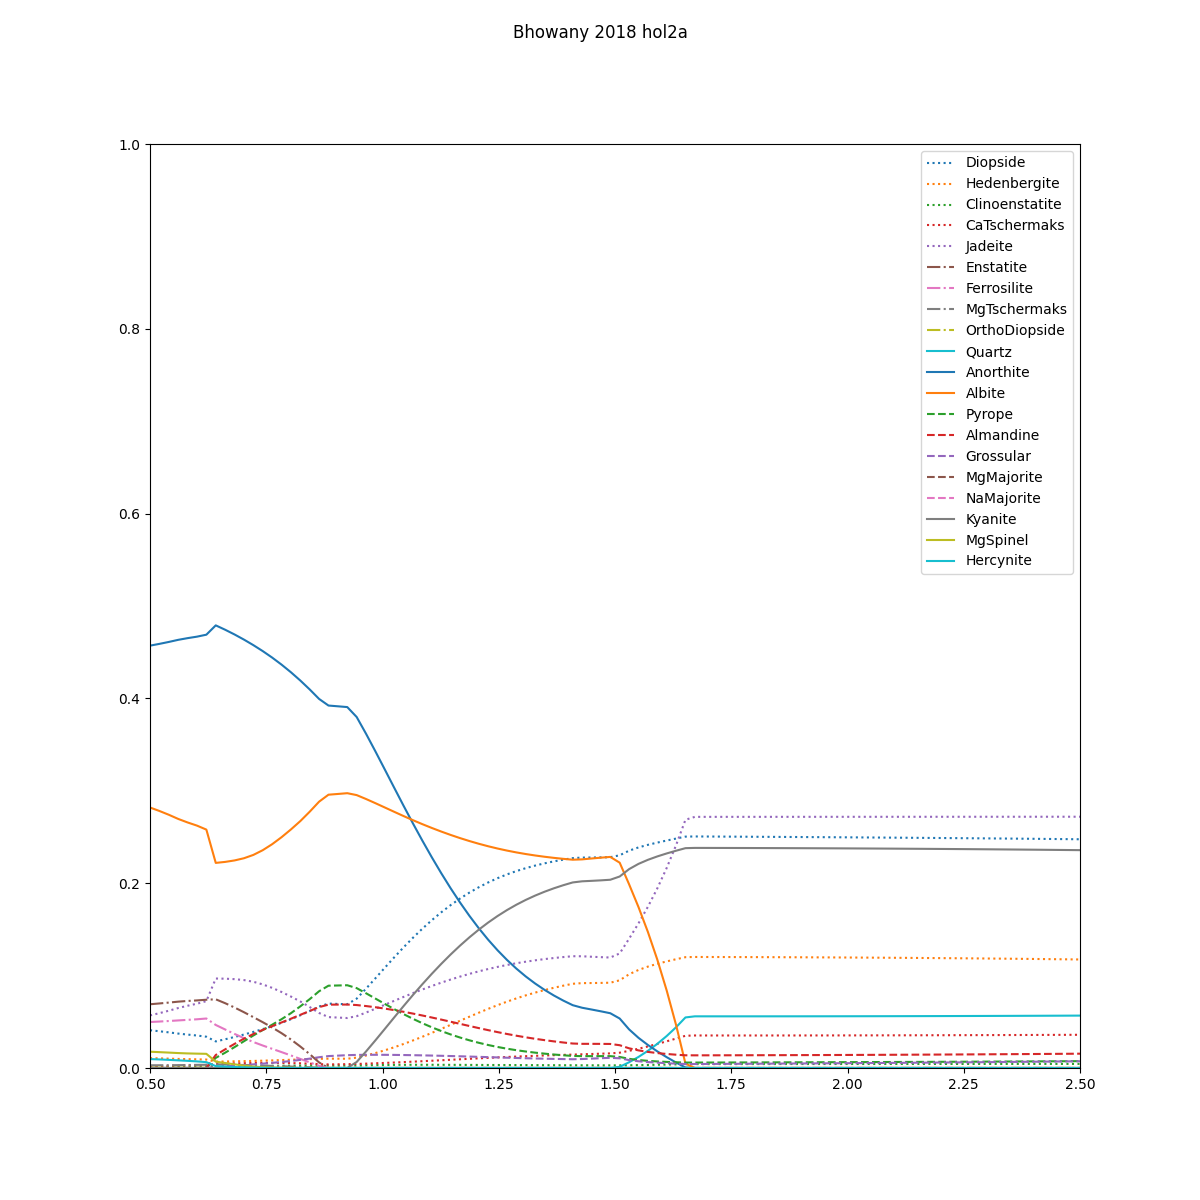 Bhowany 2018 hol2a
1.0
0.8
0.6
0.4
0.2
0.0
0.50
0.75
1.00
1.25
1.50
1.75
2.00
2.25
2.50
Diopside
Hedenbergite
Clinoenstatite
CaTschermaks
Jadeite
Enstatite
Ferrosilite
MgTschermaks
OrthoDiopside
Quartz
Anorthite
Albite
Pyrope
Almandine
Grossular
MgMajorite
NaMajorite
Kyanite
MgSpinel
Hercynite